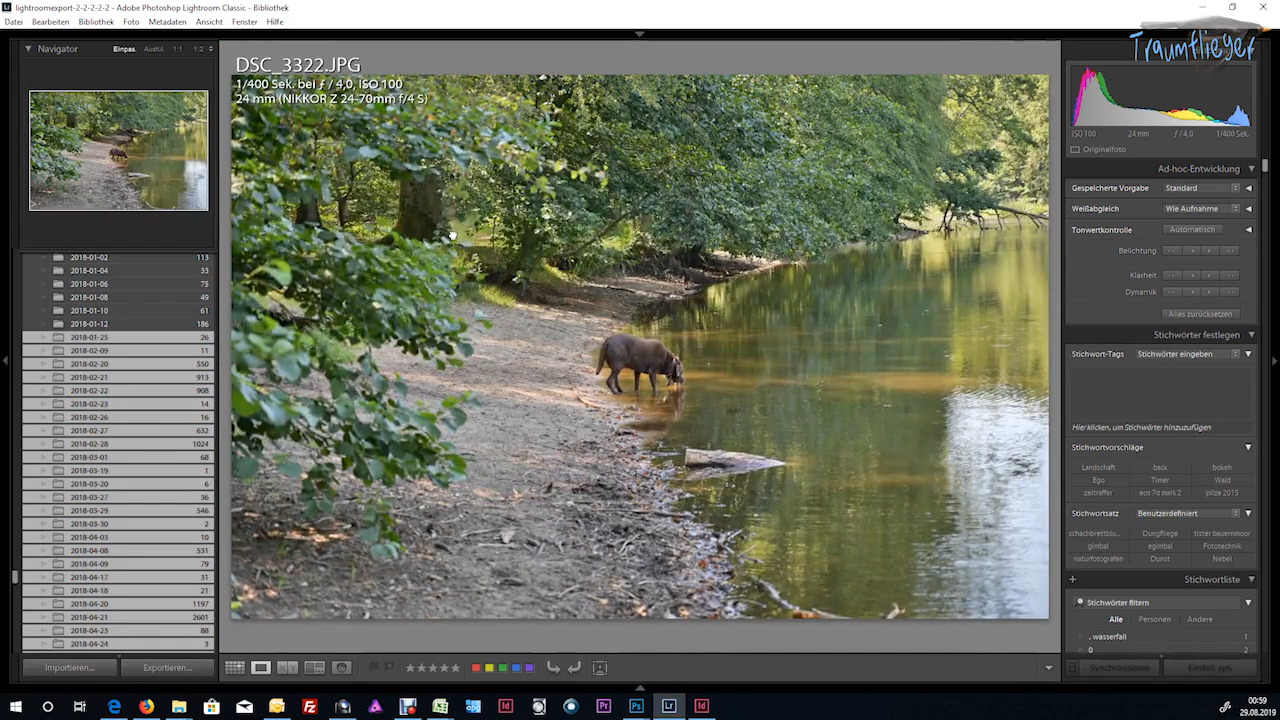 lightroomexport-2-2-2-2-2 - Adobe Photoshop Lightroom Classic - Bibliothek
Datei Bearbeiten Bibliothek Foto Metadaten Ansicht Fenster Hilfe
Traumflieger
Navigator Einpas. Ausfül. 1:1 1:2
DSC_3322.JPG
1/400 Sek. bei ƒ / 4,0, ISO 100
24 mm (NIKKOR Z 24-70mm f/4 S)
2018-01-02 113
2018-01-04 33
2018-01-06 75
2018-01-08 49
2018-01-10 61
2018-01-12 186
2018-01-25 26
2018-02-09 11
2018-02-20 550
2018-02-21 913
2018-02-22 908
2018-02-23 14
2018-02-26 16
2018-02-27 632
2018-02-28 1024
2018-03-01 68
2018-03-19 1
2018-03-20 6
2018-03-27 36
2018-03-29 546
2018-03-30 2
2018-04-03 10
2018-04-08 531
2018-04-09 79
2018-04-17 31
2018-04-18 21
2018-04-20 1197
2018-04-21 2601
2018-04-23 88
2018-04-24 3
Importieren... Exportieren...
ISO 100 24 mm ƒ / 4,0 1/400 Sek.
Originalfoto
Ad-hoc-Entwicklung
Gespeicherte Vorgabe Standard
Weißabgleich Wie Aufnahme
Tonwertkontrolle Automatisch
Belichtung
Klarheit
Dynamik
Alles zurücksetzen
Stichwörter festlegen
Stichwort-Tags Stichwörter eingeben
Hier klicken, um Stichwörter hinzuzufügen
Stichwortvorschläge
Landschaft back bokeh
Ego Timer Wald
zeitraffer eos 7d mark 2 pilze 2015
Stichwortsatz Benutzerdefiniert
schachbrettblu... Dungfliege tister bauernmoor
gimbal egimbal Fototechnik
naturfotografen Dunst Nebel
Stichwortliste
Stichwörter filtern
Alle Personen Andere
. wasserfall 1
0 2
Synchronisieren Einstell. syn.
00:59
29.08.2019